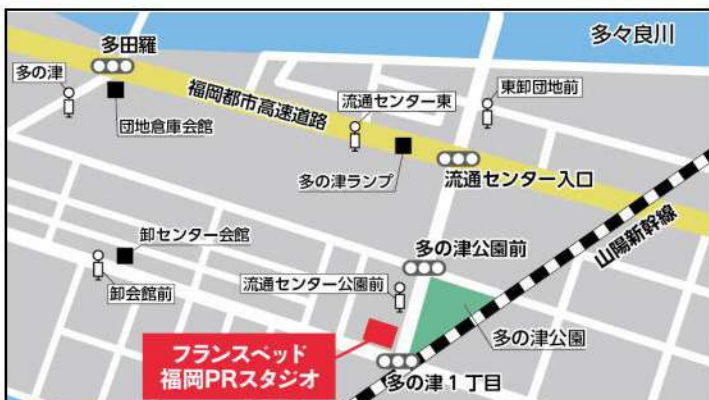 多々良川
多田羅
多の津
団地倉庫会館
福岡都市高速道路
流通センター東
東卸団地前
多の津ランプ
流通センター入口
山陽新幹線
卸センター会館
卸会館前
多の津公園前
流通センター公園前
多の津公園
フランスベッド
福岡PRスタジオ
多の津1丁目